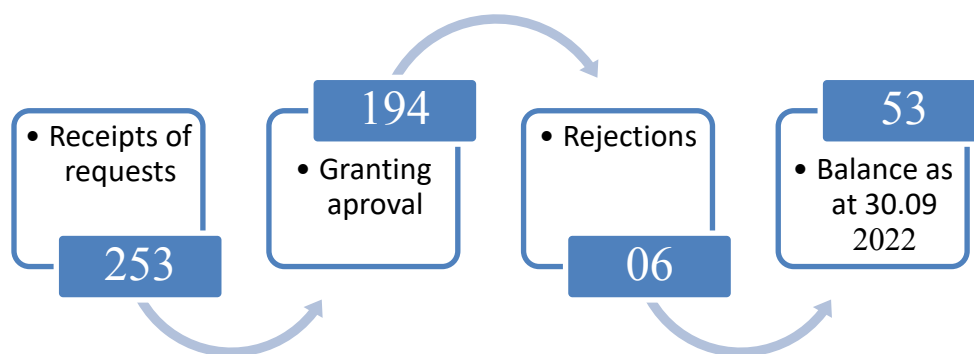 • Receipts of
requests
253
194
• Granting
aproval
• Rejections
06
53
• Balance as
at 30.09
2022